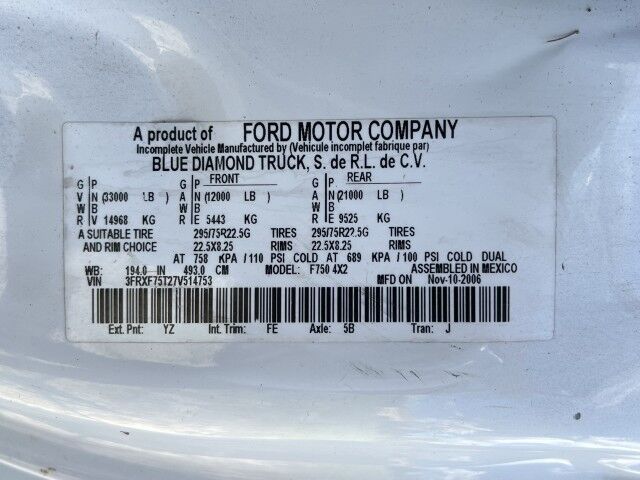 A product of FORD MOTOR COMPANY
Incomplete Vehicle Manufactured by (Vehicule incomplet fabrique par)
BLUE DIAMOND TRUCK, S. de R.L. de C.V.
G P G P FRONT G P REAR
V N (33000 LB ) A N (12000 LB ) A N (21000 LB )
W B W B W B
R V 14968 KG R E 5443 KG R E 9525 KG
A SUITABLE TIRE 295/75R22.5G TIRES 295/75R22.5G TIRES
AND RIM CHOICE 22.5X8.25 RIMS 22.5X8.25 RIMS
AT 758 KPA /110 PSI COLD AT 689 KPA / 100 PSI COLD DUAL
WB: 194.0 IN 493.0 CM MODEL: F750 4X2 ASSEMBLED IN MEXICO
VIN 3FRXF75T27V514753 MFD ON Nov-10-2006
Ext. Pnt: YZ Int. Trim: FE Axle: 5B Tran: J